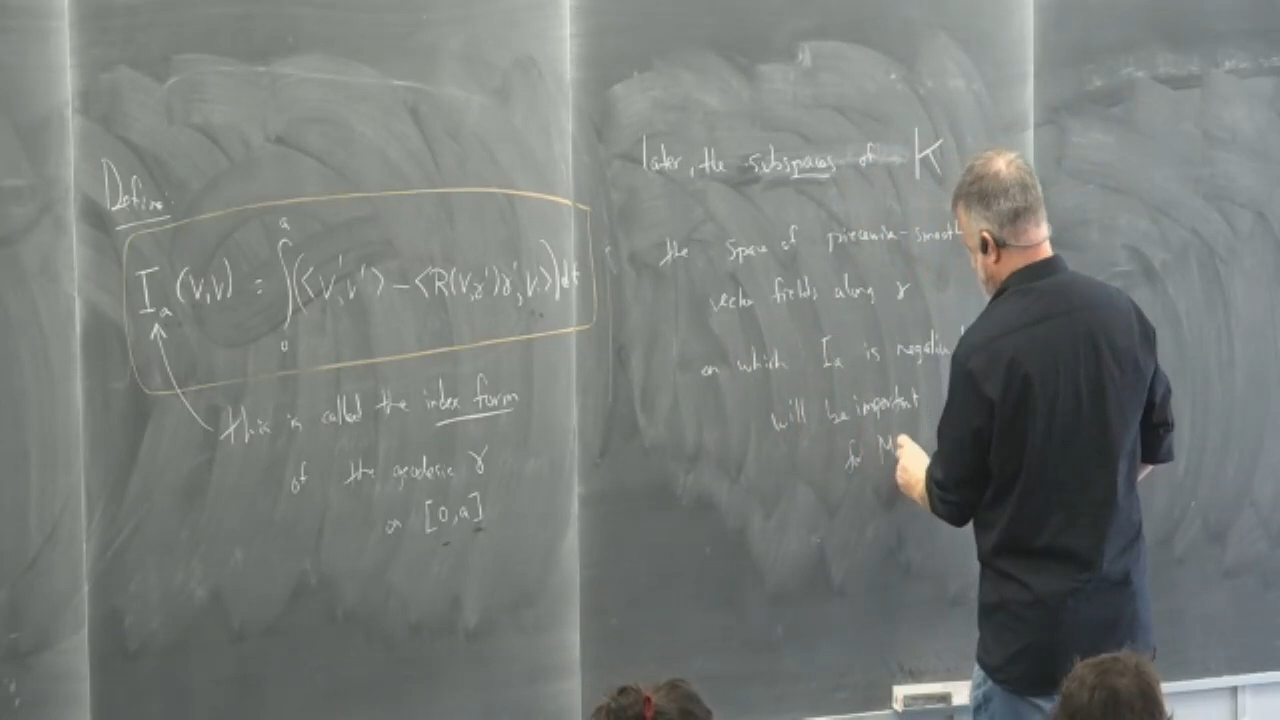 Define:
I_a (V,V) = ∫_0^a (<V',V'> - <R(V,γ')γ',V>) dt
this is called the index form
of the geodesic γ
on [0,a]
later, the subspaces of K
the space of piecewise-smooth
vector fields along γ
on which I_a is
will be important
for M